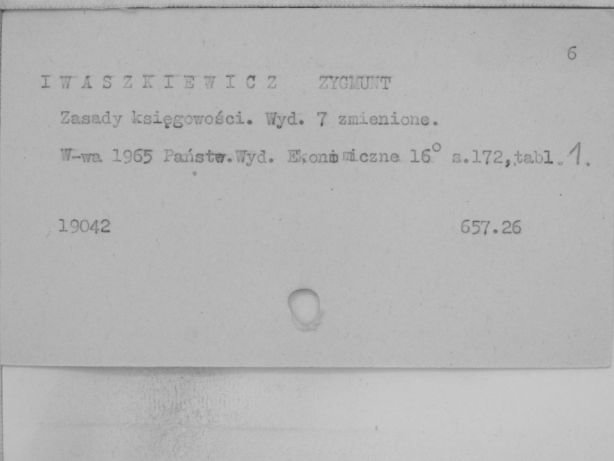 6
IWASZKIEWICZ ZYGMUNT
Zasady księgowości. Wyd. 7 zmienione.
W-wa 1965 Państw.Wyd. Ekonimiczne 16° s.172,tabl.1.
19042 657.26